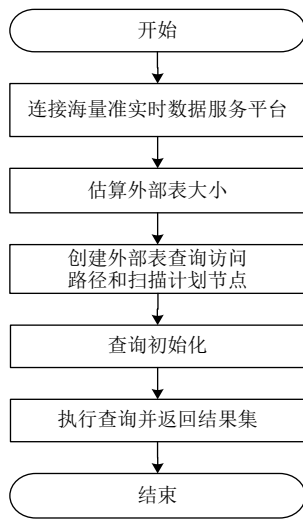 开始
连接海量准实时数据服务平台
估算外部表大小
创建外部表查询访问
路径和扫描计划节点
查询初始化
执行查询并返回结果集
结束